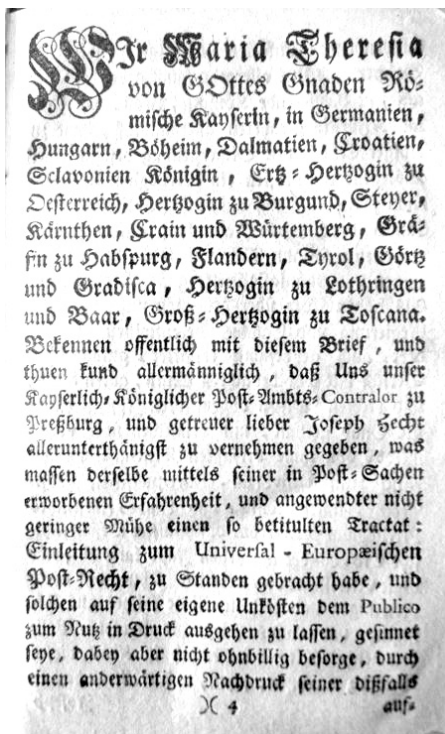 WIr Maria Theresia
von GOttes Gnaden Rö-
mische Kayserin, in Germanien,
Hungarn, Böheim, Dalmatien, Croatien,
Sclavonien Königin, Ertz-Hertzogin zu
Oesterreich, Hertzogin zu Burgund, Steyer,
Kärnthen, Crain und Würtemberg, Grä-
fin zu Habspurg, Flandern, Tyrol, Görtz
und Gradisca, Hertzogin zu Lothringen
und Baar, Groß-Hertzogin zu Toscana.
Bekennen offentlich mit diesem Brief, und
thuen kund allermänniglich, daß Uns unser
Kayserlich-Königlicher Post-Ambts-Contralor zu
Preßburg, und getreuer lieber Joseph Hecht
allerunterthänigst zu vernehmen gegeben, was
massen derselbe mittels seiner in Post-Sachen
erworbenen Erfahrenheit, und angewendter nicht
geringer Mühe einen so betitulten Tractat:
Einleitung zum Universal-Europæischen
Post-Recht, zu Standen gebracht habe, und
solchen auf seine eigene Unkösten dem Publico
zum Nutz in Druck ausgehen zu lassen, gesinnet
seye, dabey aber nicht ohnbillig besorge, durch
einen anderwärtigen Nachdruck seiner dißfalls
)( 4 auf-